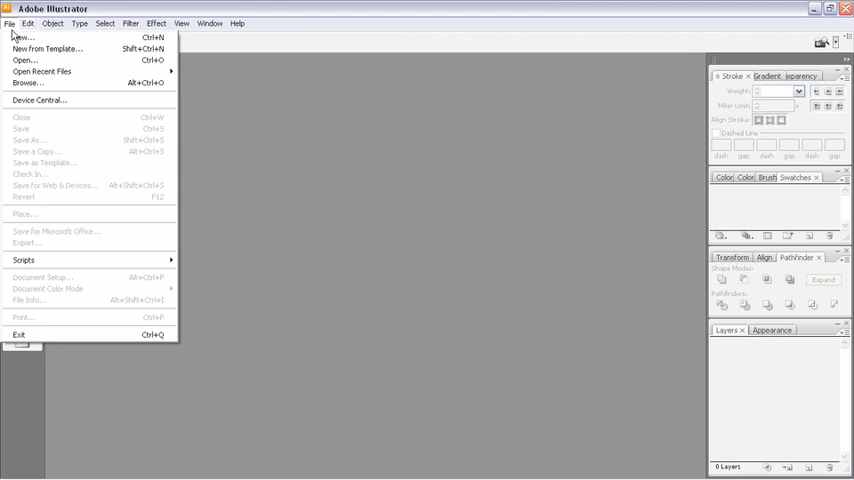 Ai Adobe Illustrator
File Edit Object Type Select Filter Effect View Window Help
New... Ctrl+N
New from Template... Shift+Ctrl+N
Open... Ctrl+O
Open Recent Files
Browse... Alt+Ctrl+O
Device Central...
Close Ctrl+W
Save Ctrl+S
Save As... Shift+Ctrl+S
Save a Copy... Alt+Ctrl+S
Save as Template...
Check In...
Save for Web & Devices... Alt+Shift+Ctrl+S
Revert F12
Place...
Save for Microsoft Office...
Export...
Scripts
Document Setup... Alt+Ctrl+P
Document Color Mode
File Info... Alt+Shift+Ctrl+I
Print... Ctrl+P
Exit Ctrl+Q
Stroke × Gradient sparency
Weight:
Miter Limit: x
Align Stroke:
Dashed Line
dash gap dash gap dash gap
Color Color Brush Swatches ×
Transform Align Pathfinder ×
Shape Modes:
Expand
Pathfinders:
Layers × Appearance
0 Layers